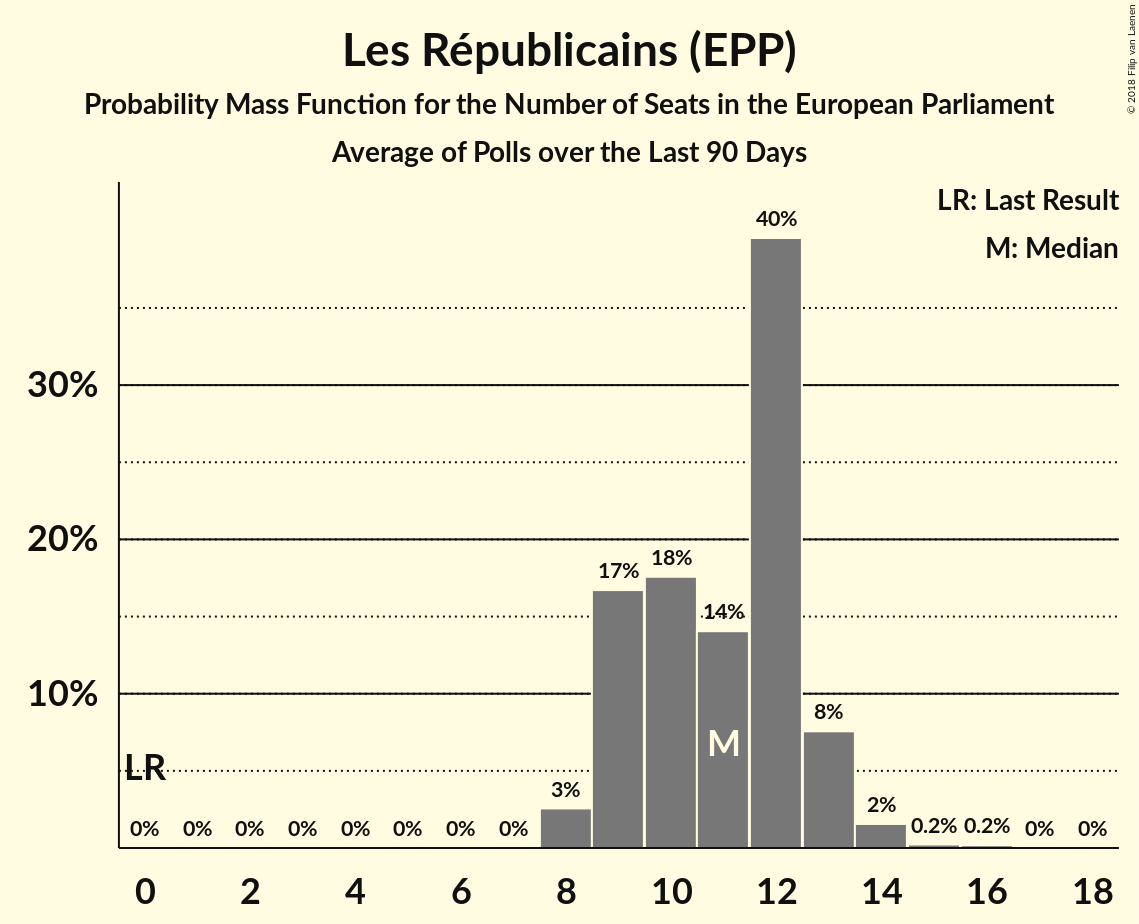 Les Républicains (EPP)
Probability Mass Function for the Number of Seats in the European Parliament
Average of Polls over the Last 90 Days
© 2018 Filip van Laenen
LR: Last Result
M: Median
40%
30%
20%
17% 18%
14%
10%
8%
M
LR
3% 2%
0% 0% 0% 0% 0% 0% 0% 0% 0.2% 0.2% 0% 0%
0 2 4 6 8 10 12 14 16 18